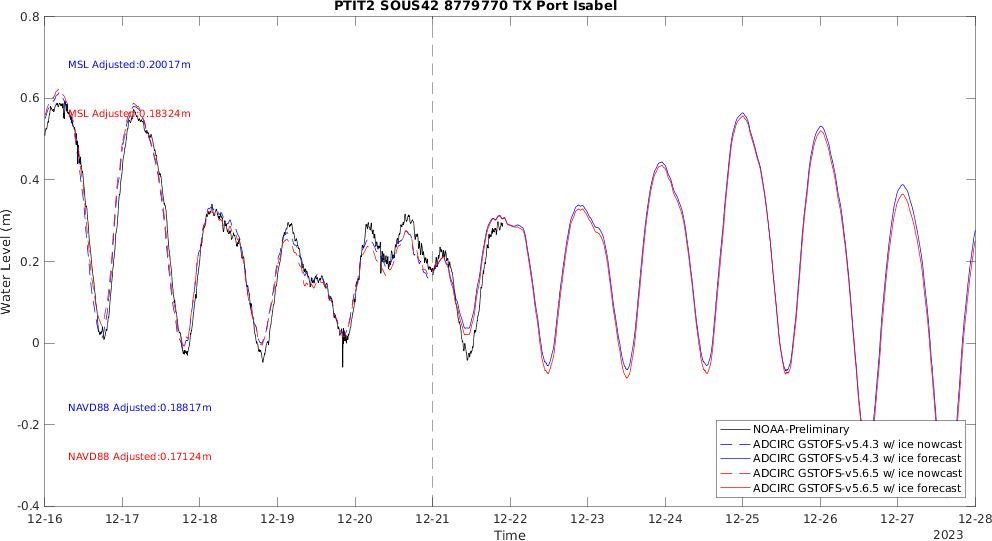 PTIT2 SOUS42 8779770 TX Port Isabel
0.8
0.6
0.4
0.2
0
-0.2
-0.4
Water Level (m)
MSL Adjusted:0.20017m
MSL Adjusted:0.18324m
NAVD88 Adjusted:0.18817m
NAVD88 Adjusted:0.17124m
NOAA-Preliminary
ADCIRC GSTOFS-v5.4.3 w/ ice nowcast
ADCIRC GSTOFS-v5.4.3 w/ ice forecast
ADCIRC GSTOFS-v5.6.5 w/ ice nowcast
ADCIRC GSTOFS-v5.6.5 w/ ice forecast
12-16 12-17 12-18 12-19 12-20 12-21 12-22 12-23 12-24 12-25 12-26 12-27 12-28
Time
2023